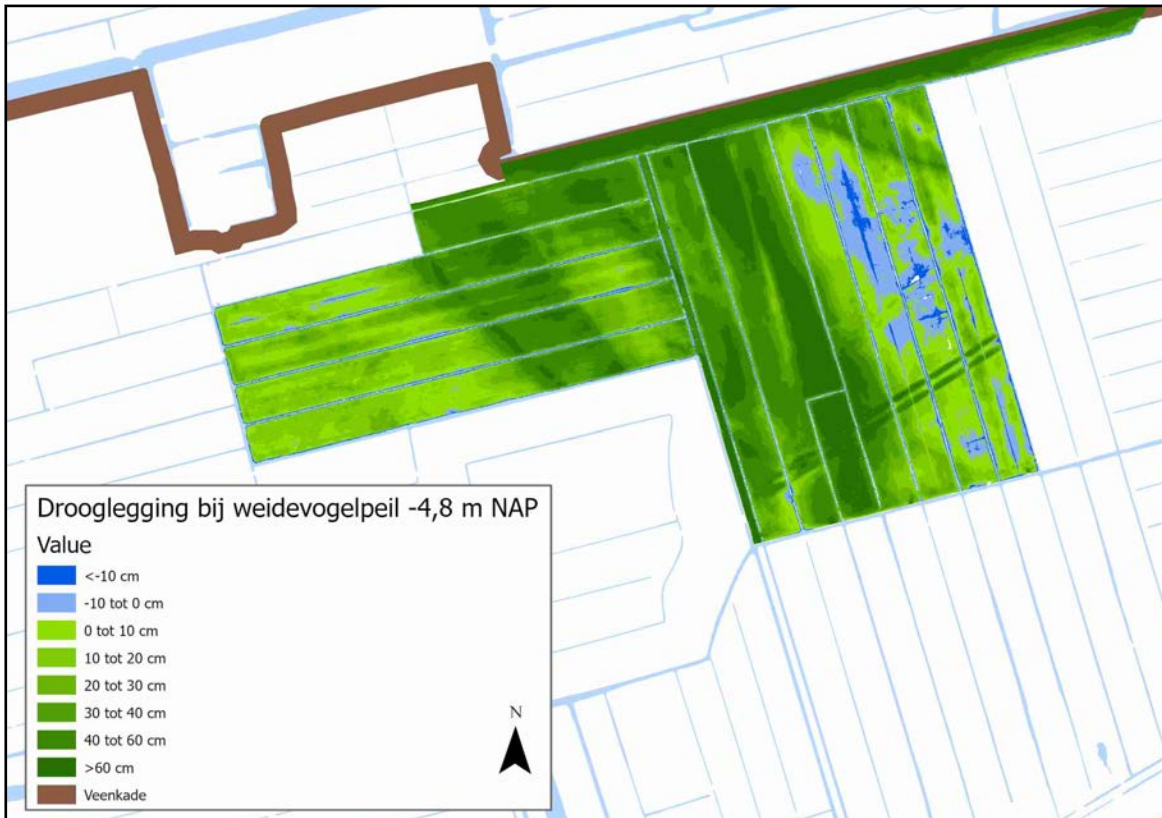 Drooglegging bij weidevogelpeil -4,8 m NAP
Value
<-10 cm
-10 tot 0 cm
0 tot 10 cm
10 tot 20 cm
20 tot 30 cm
30 tot 40 cm
40 tot 60 cm
>60 cm
Veenkade
N